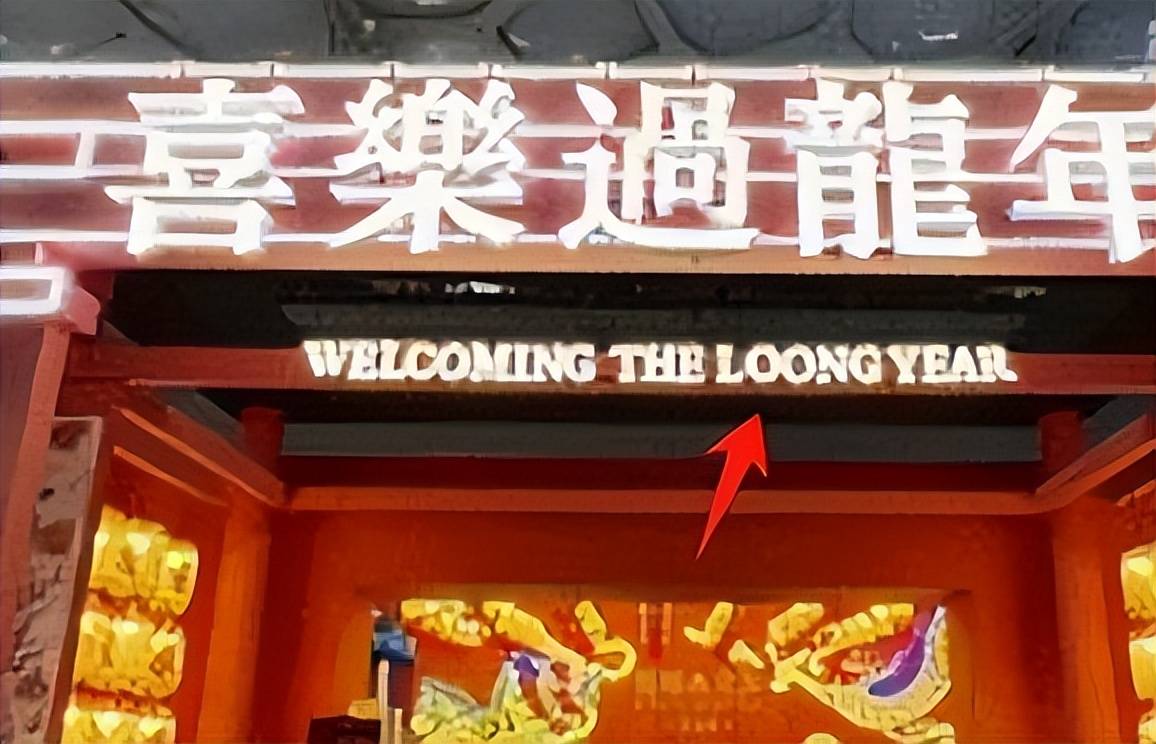 喜樂過龍年
WELCOMING THE LOONG YEAR